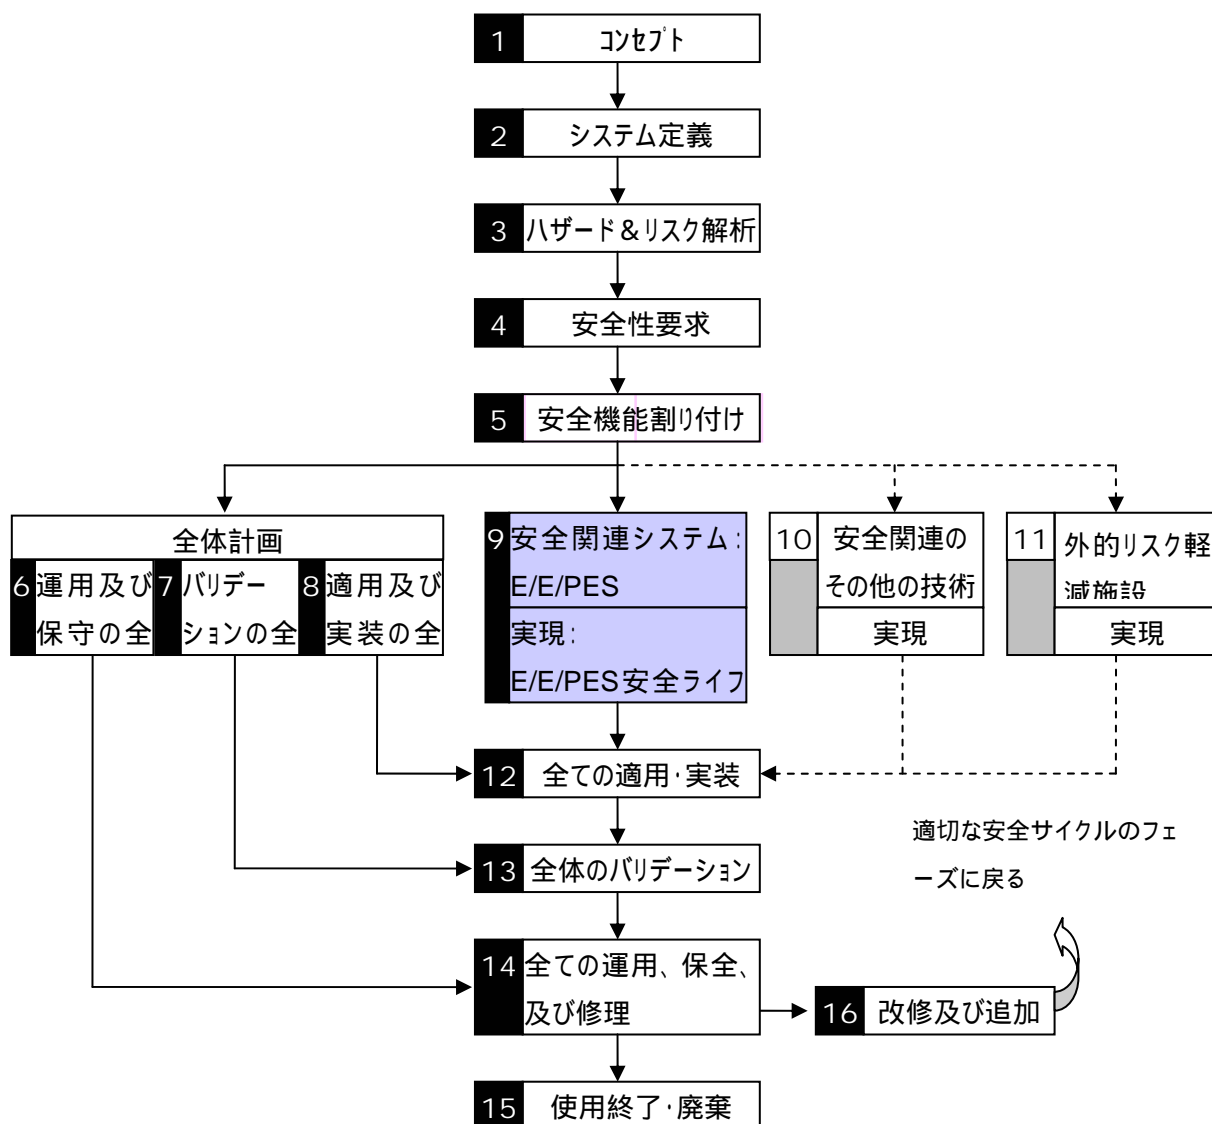 1 コンセプト
2 システム定義
3 ハザード&リスク解析
4 安全性要求
5 安全機能割り付け
全体計画
6 運用及び
保守の全
7 バリデー
ションの全
8 適用及び
実装の全
9 安全関連システム:
E/E/PES
実現:
E/E/PES安全ライフ
10 安全関連の
その他の技術
実現
11 外的リスク軽
減施設
実現
12 全ての適用・実装
13 全体のバリデーション
適切な安全サイクルのフェ
ーズに戻る
14 全ての運用、保全、
及び修理
16 改修及び追加
15 使用終了・廃棄